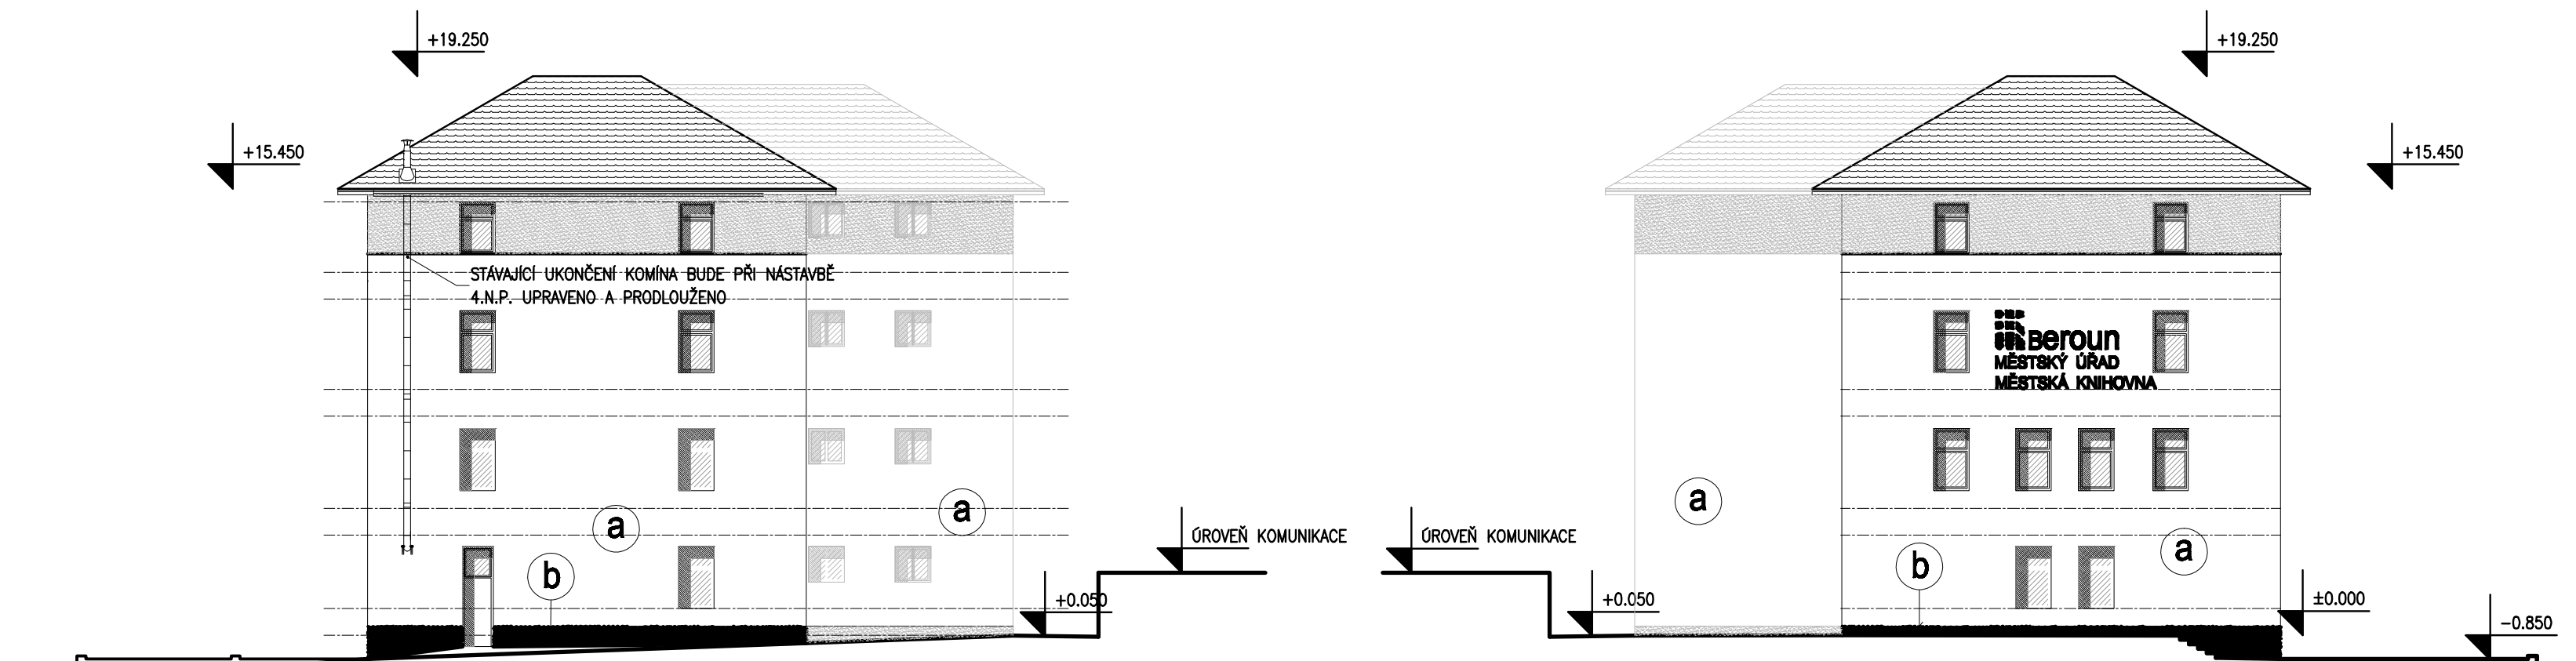 +19.250
+15.450
STÁVAJÍCÍ UKONČENÍ KOMÍNA BUDE PŘI NÁSTAVBĚ
4.N.P. UPRAVENO A PRODLOUŽENO
a
a
b
ÚROVEŇ KOMUNIKACE
+0.050
+19.250
+15.450
Beroun
MĚSTSKÝ ÚŘAD
MĚSTSKÁ KNIHOVNA
a
ÚROVEŇ KOMUNIKACE
a
b
+0.050
±0.000
−0.850